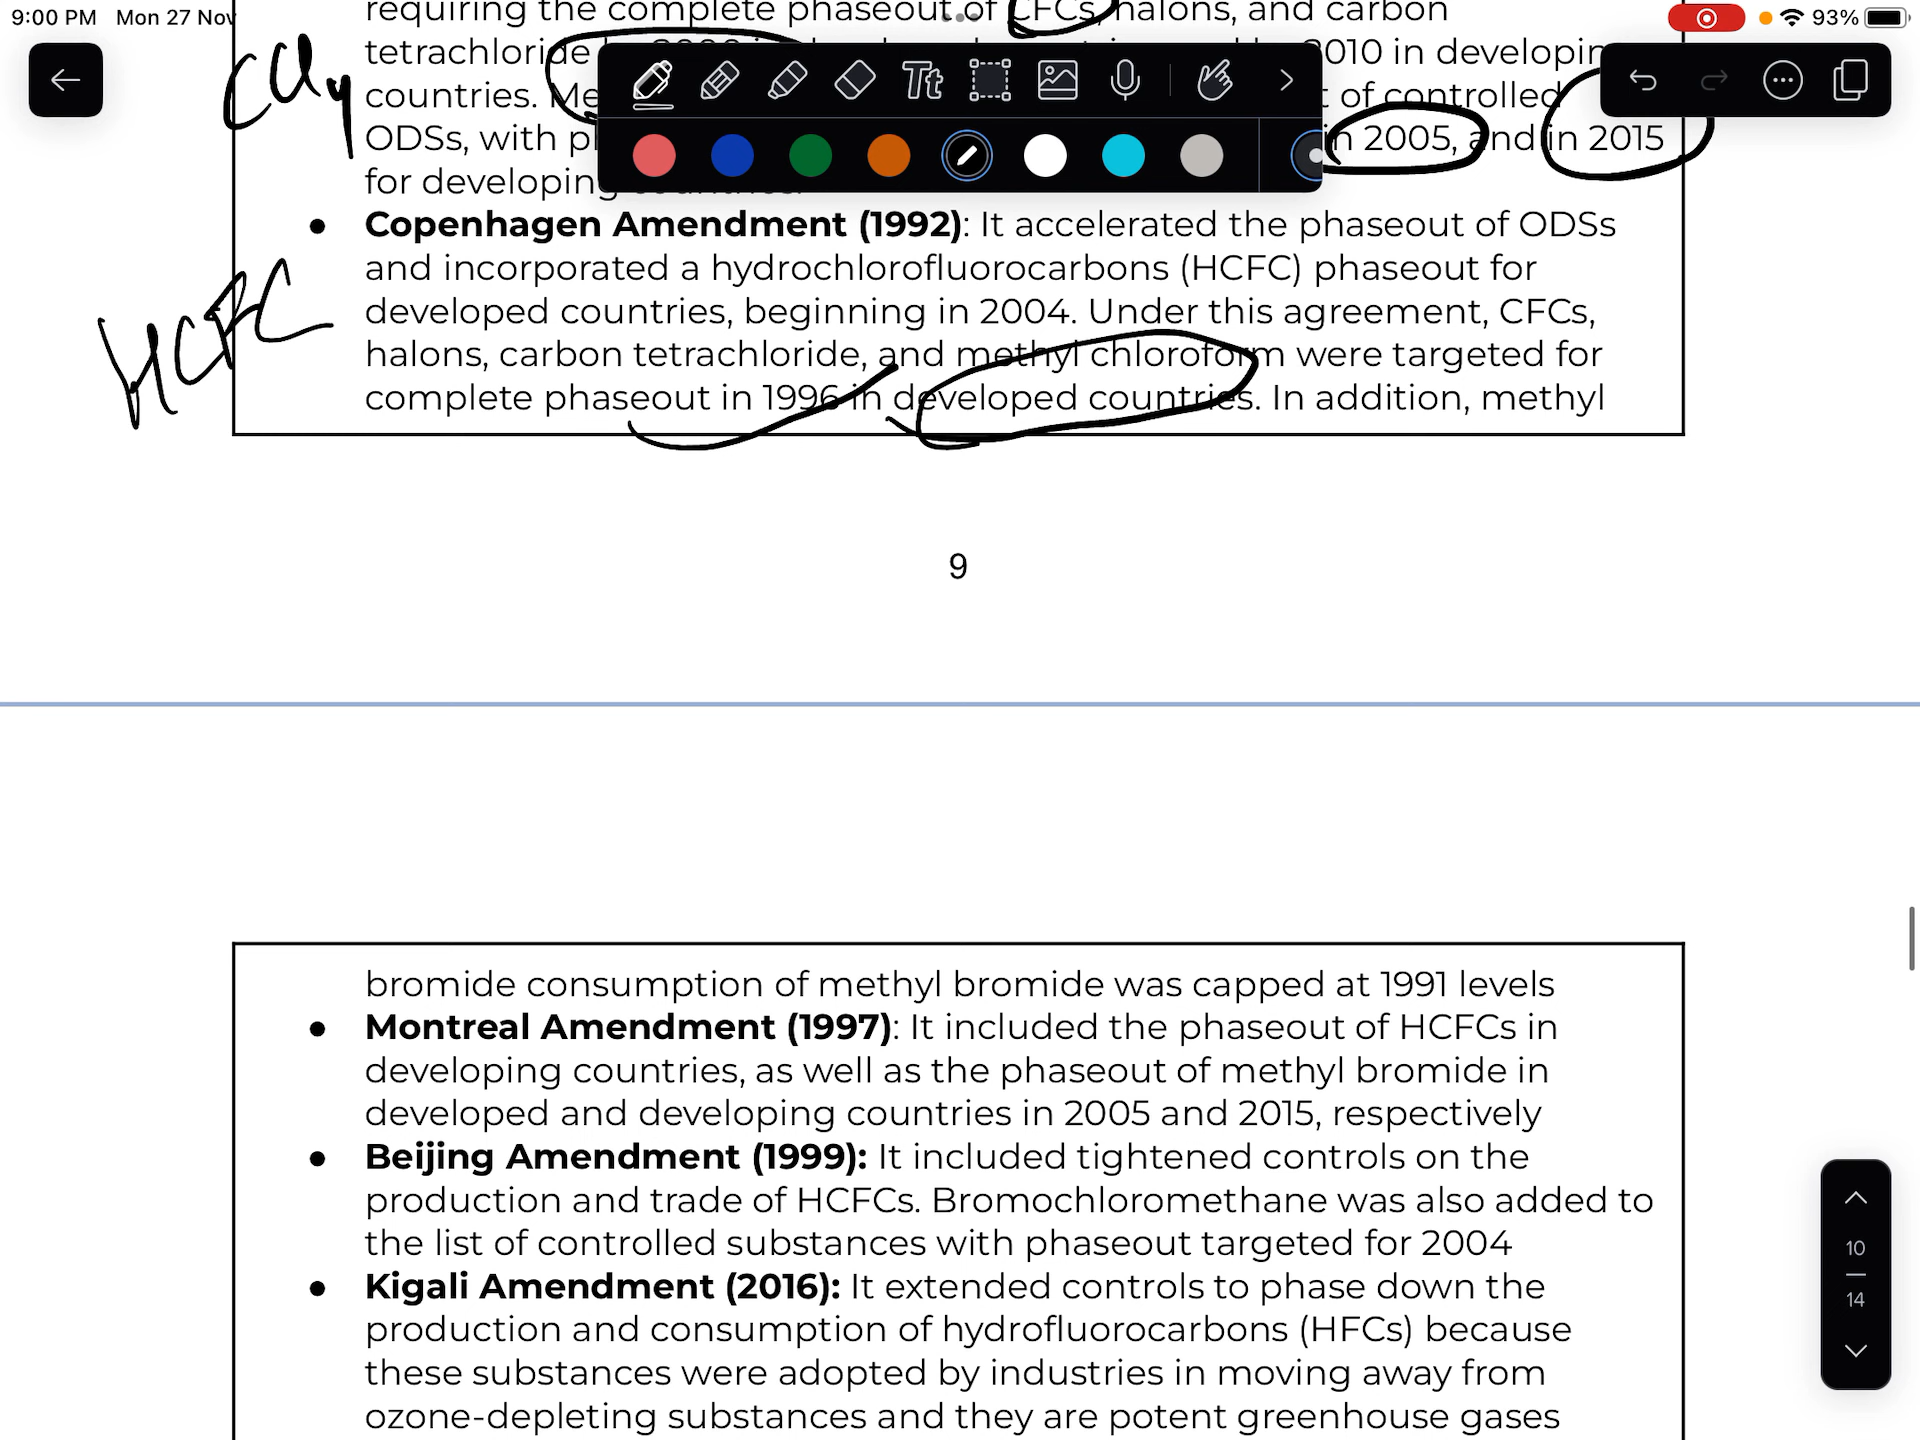 9:00 PM Mon 27 Nov
93%
requiring the complete phaseout of CFCs, halons, and carbon
tetrachloride 2010 in developin
countries. Me t of controlled
ODSs, with p in 2005, and in 2015
for developing countries.
CCl4
Tt
• Copenhagen Amendment (1992): It accelerated the phaseout of ODSs
and incorporated a hydrochlorofluorocarbons (HCFC) phaseout for
developed countries, beginning in 2004. Under this agreement, CFCs,
halons, carbon tetrachloride, and methyl chloroform were targeted for
complete phaseout in 1996 in developed countries. In addition, methyl
HCFC
9
bromide consumption of methyl bromide was capped at 1991 levels
• Montreal Amendment (1997): It included the phaseout of HCFCs in
developing countries, as well as the phaseout of methyl bromide in
developed and developing countries in 2005 and 2015, respectively
• Beijing Amendment (1999): It included tightened controls on the
production and trade of HCFCs. Bromochloromethane was also added to
the list of controlled substances with phaseout targeted for 2004
• Kigali Amendment (2016): It extended controls to phase down the
production and consumption of hydrofluorocarbons (HFCs) because
these substances were adopted by industries in moving away from
ozone-depleting substances and they are potent greenhouse gases
10
14